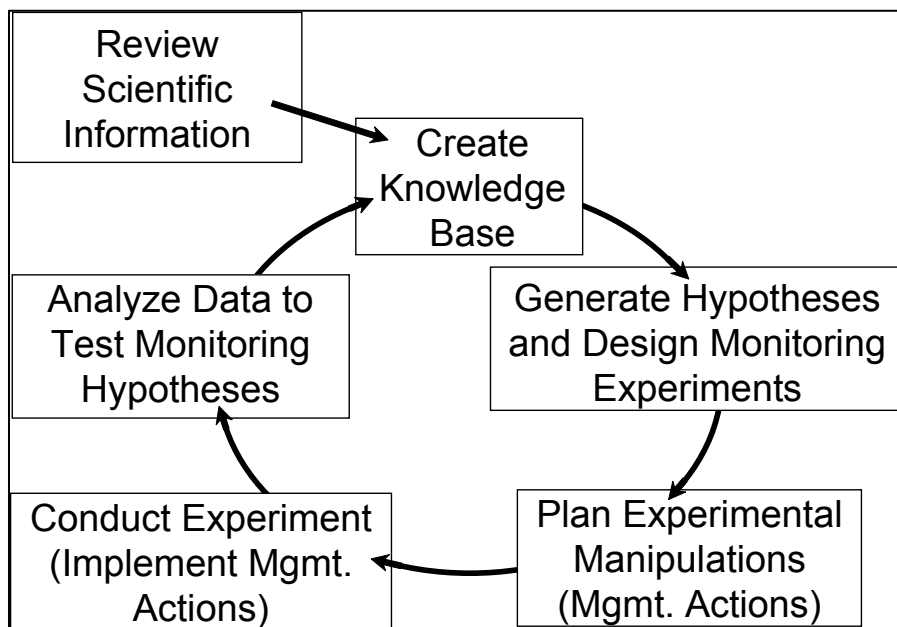 Review
Scientific
Information
Create
Knowledge
Base
Generate Hypotheses
and Design Monitoring
Experiments
Plan Experimental
Manipulations
(Mgmt. Actions)
Conduct Experiment
(Implement Mgmt.
Actions)
Analyze Data to
Test Monitoring
Hypotheses